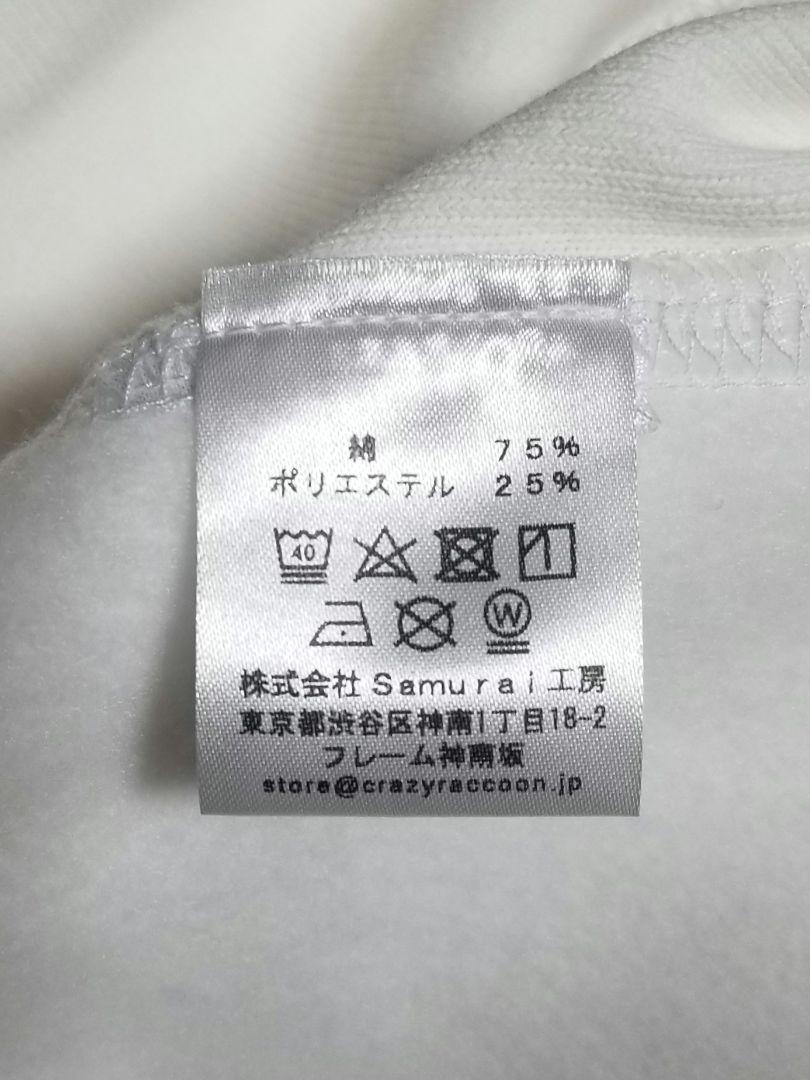 綿 75%
ポリエステル 25%
40
W
株式会社Samurai工房
東京都渋谷区神南1丁目18-2
フレーム神南坂
store@crazyraccoon.jp